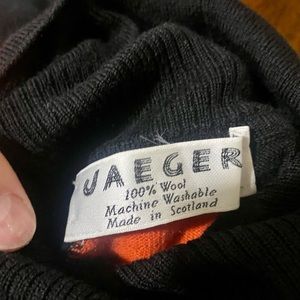 JAEGER
100% Wool
Machine Washable
Made in Scotland